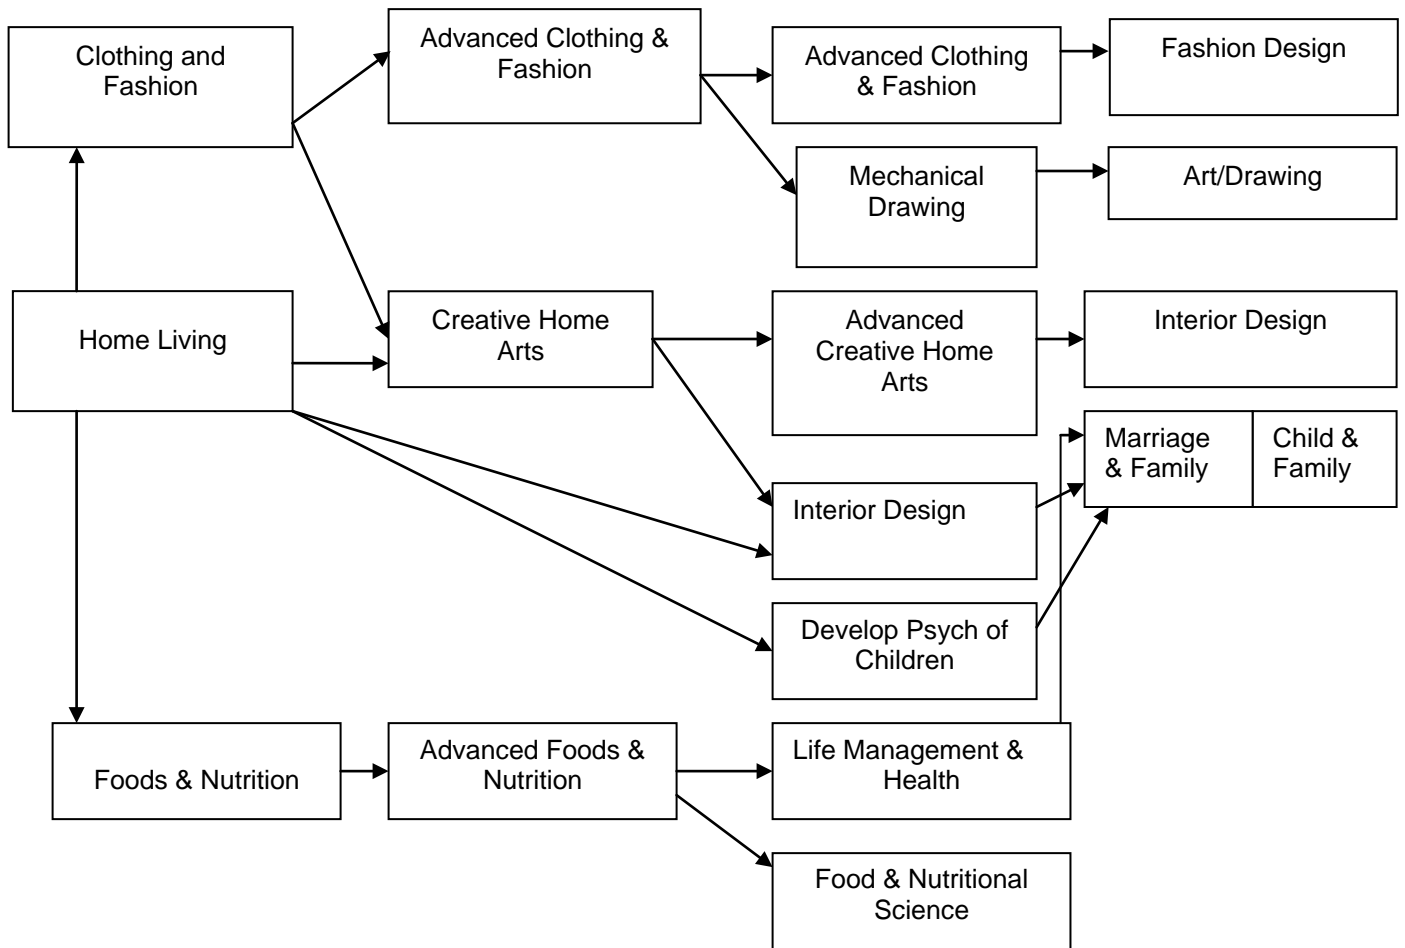 Clothing and
Fashion
Advanced Clothing &
Fashion
Advanced Clothing
& Fashion
Fashion Design
Mechanical
Drawing
Art/Drawing
Home Living
Creative Home
Arts
Advanced
Creative Home
Arts
Interior Design
Marriage
& Family
Child &
Family
Interior Design
Develop Psych of
Children
Foods & Nutrition
Advanced Foods &
Nutrition
Life Management &
Health
Food & Nutritional
Science